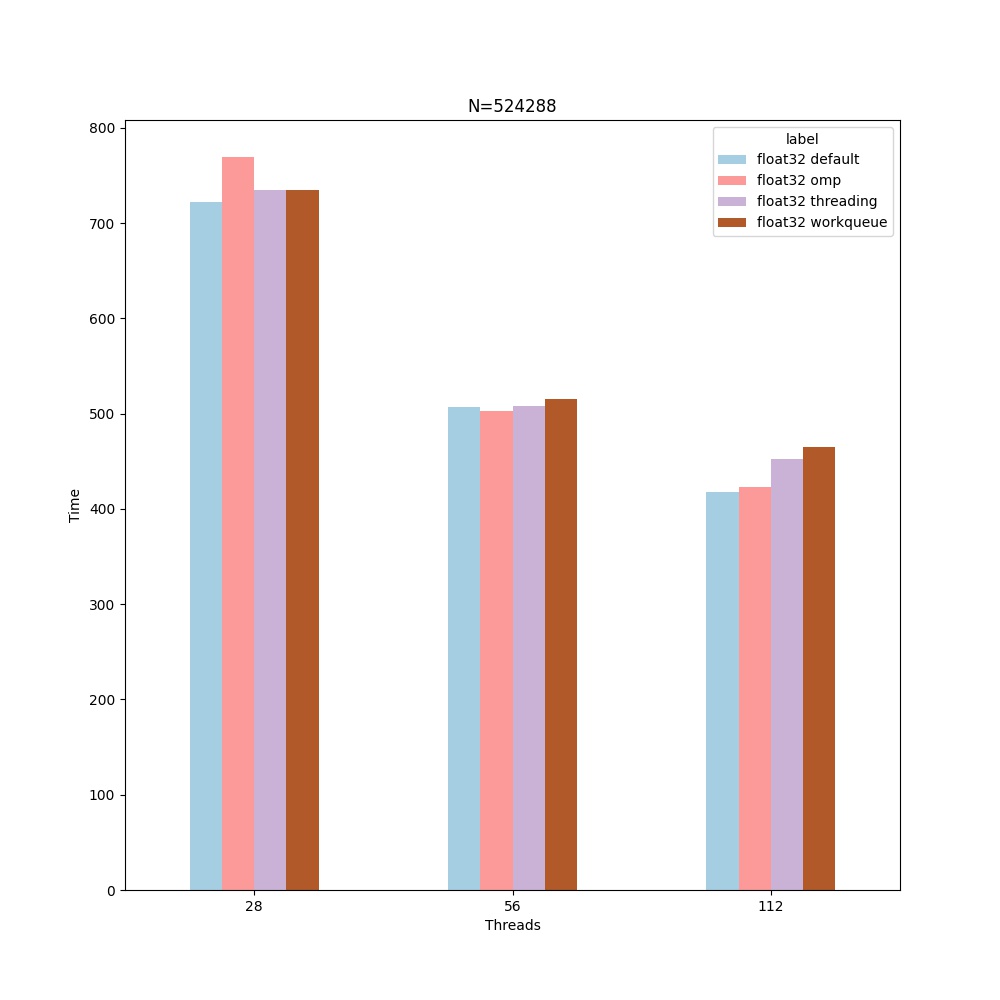 N=524288
label
float32 default
float32 omp
float32 threading
float32 workqueue
800
700
600
500
400
300
200
100
0
Time
28
56
112
Threads